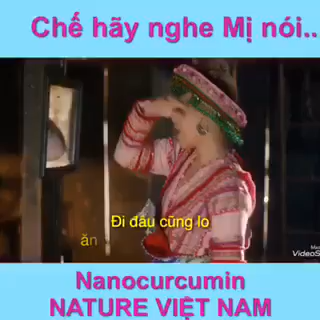 Chế hãy nghe Mị nói..
Đi đâu cũng lo
ăn
Nanocurcumin
NATURE VIỆT NAM